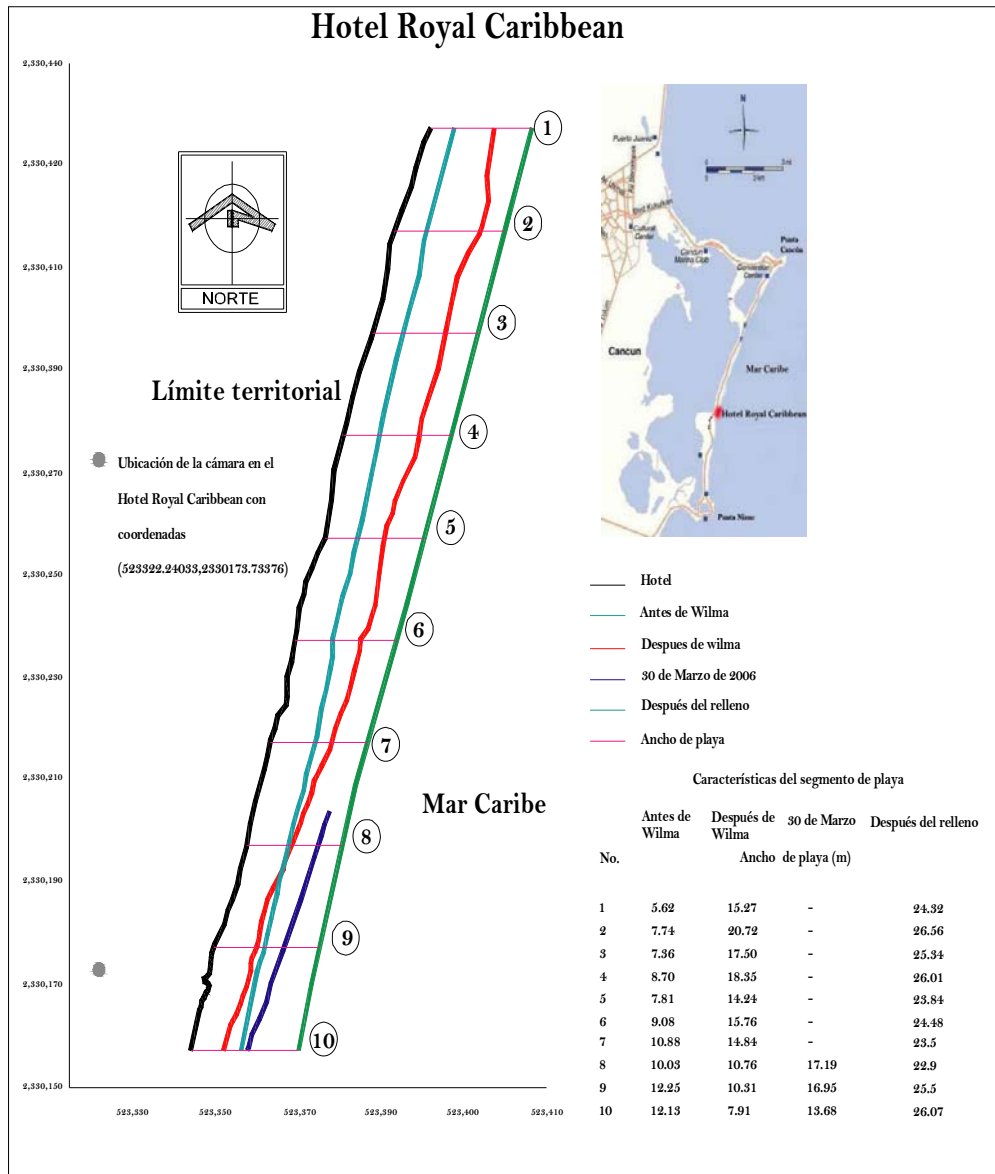 Hotel Royal Caribbean
2,330,440
2,330,420
2,330,410
2,330,390
2,330,270
2,330,250
2,330,230
2,330,210
2,330,190
2,330,170
2,330,150
523,330
523,350
523,370
523,390
523,400
523,410
NORTE
Límite territorial
Ubicación de la cámara en el
Hotel Royal Caribbean con
coordenadas
(523322.24033,2330173.73376)
Mar Caribe
1
2
3
4
5
6
7
8
9
10
N
Puerto Juarez
Cultural
Center
Cancun
Marina Club
Convention
Center
Punta
Cancún
Cancun
Mar Caribe
Hotel Royal Caribbean
Punta Nizuc
Hotel
Antes de Wilma
Despues de wilma
30 de Marzo de 2006
Después del relleno
Ancho de playa
Características del segmento de playa
Antes de Wilma Después de Wilma 30 de Marzo Después del relleno
No. Ancho de playa (m)
1 5.62 15.27 - 24.32
2 7.74 20.72 - 26.56
3 7.36 17.50 - 25.34
4 8.70 18.35 - 26.01
5 7.81 14.24 - 23.84
6 9.08 15.76 - 24.48
7 10.88 14.84 - 23.5
8 10.03 10.76 17.19 22.9
9 12.25 10.31 16.95 25.5
10 12.13 7.91 13.68 26.07